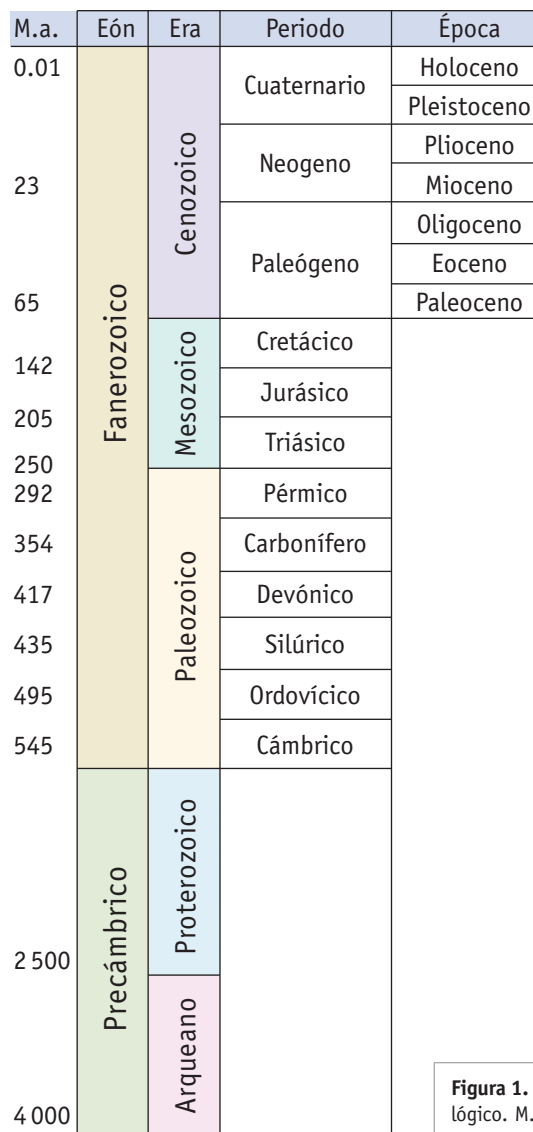 M.a. Eón Era Periodo Época
0.01
Cuaternario
Holoceno
Pleistoceno
Neogeno
Plioceno
23
Mioceno
Cenozoico
Paleógeno
Oligoceno
Eoceno
65
Paleoceno
Fanerozoico
Mesozoico
Cretácico
142
Jurásico
205
Triásico
250
292
Pérmico
Paleozoico
354
Carbonífero
417
Devónico
435
Silúrico
495
Ordovícico
545
Cámbrico
Precámbrico
Proterozoico
2 500
Arqueano
4 000
Figura 1.
lógico. M.